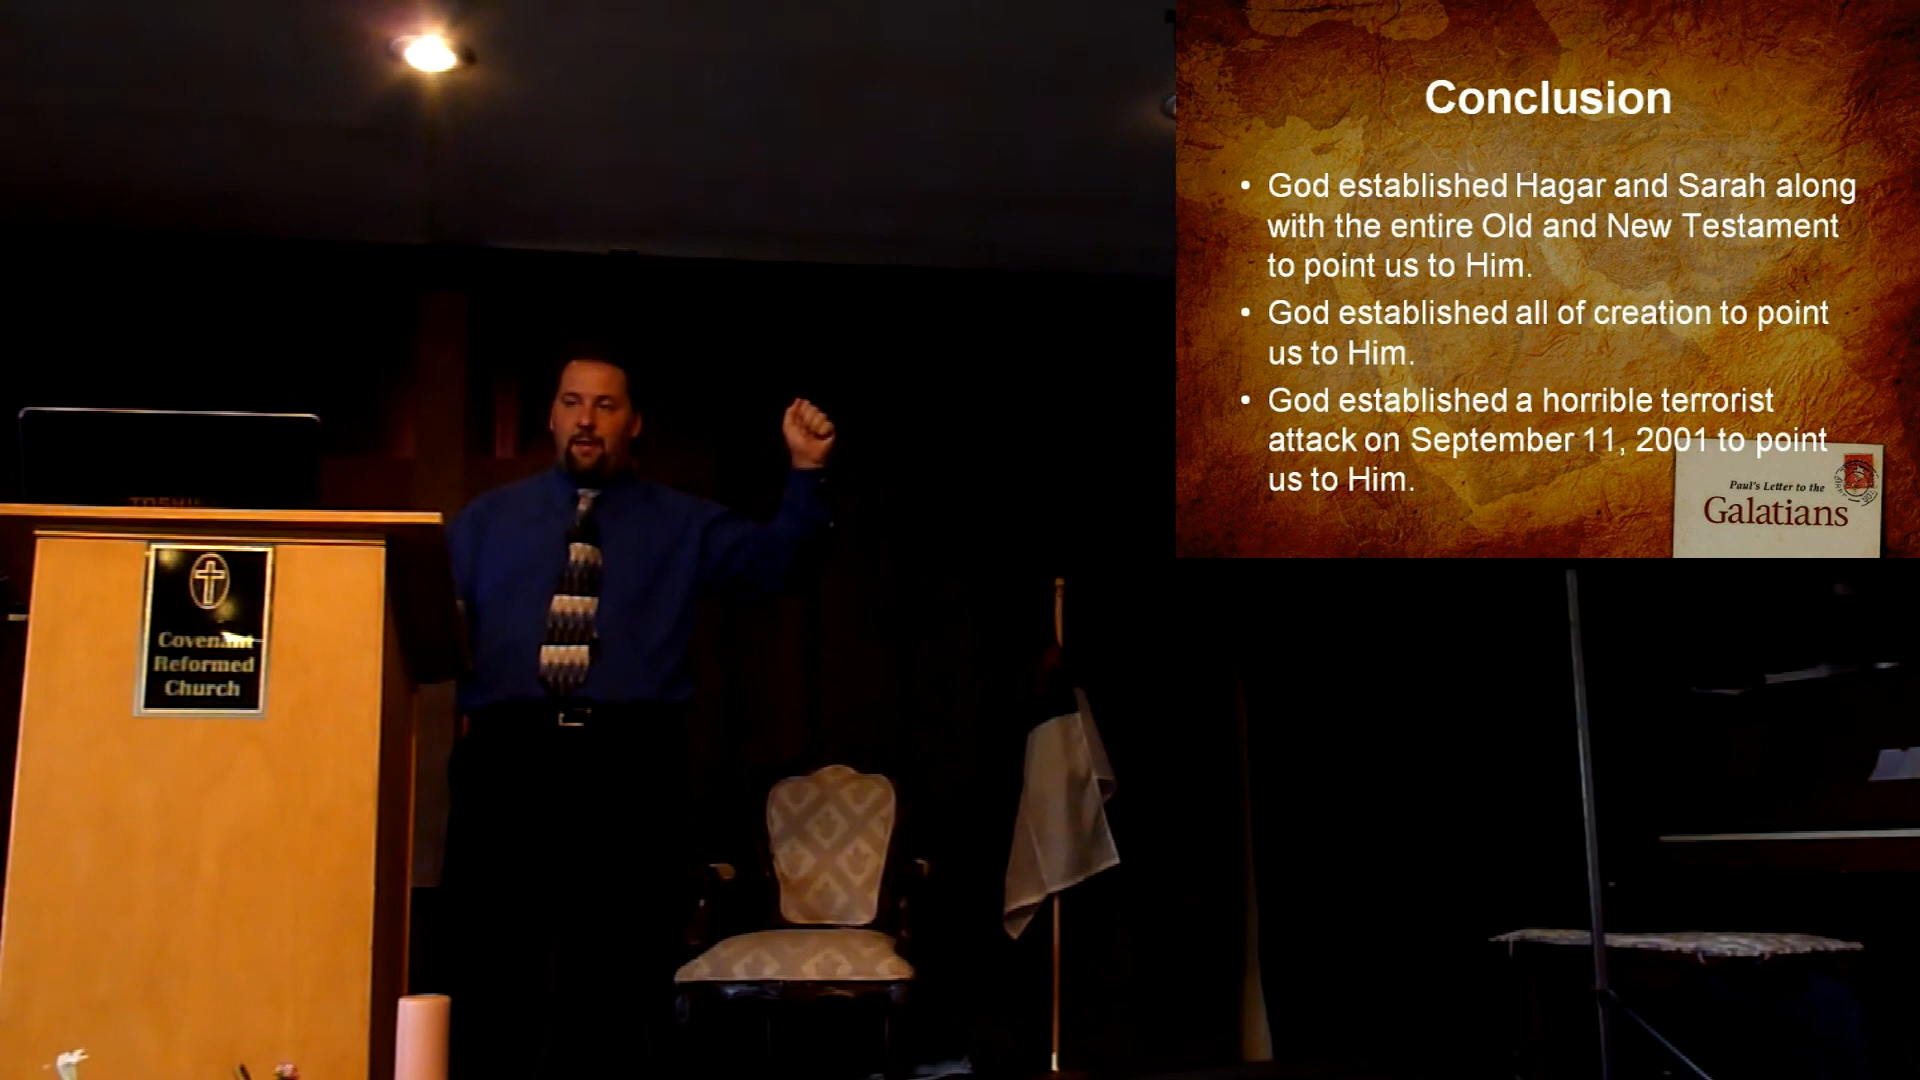 Conclusion
• God established Hagar and Sarah along
with the entire Old and New Testament
to point us to Him.
• God established all of creation to point
us to Him.
• God established a horrible terrorist
attack on September 11, 2001 to point
us to Him.
Paul's Letter to the
Galatians
Covenant
Reformed
Church